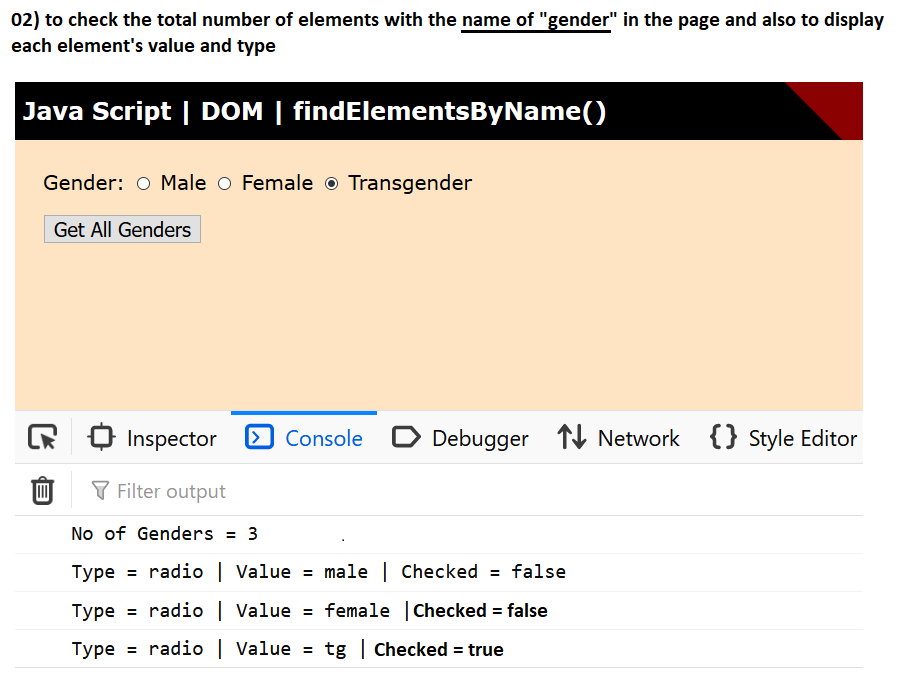 02) to check the total number of elements with the name of "gender" in the page and also to display
each element's value and type
Java Script | DOM | findElementsByName()
Gender: Male Female Transgender
Get All Genders
Inspector Console Debugger Network Style Editor
Filter output
No of Genders = 3 .
Type = radio | Value = male | Checked = false
Type = radio | Value = female | Checked = false
Type = radio | Value = tg | Checked = true